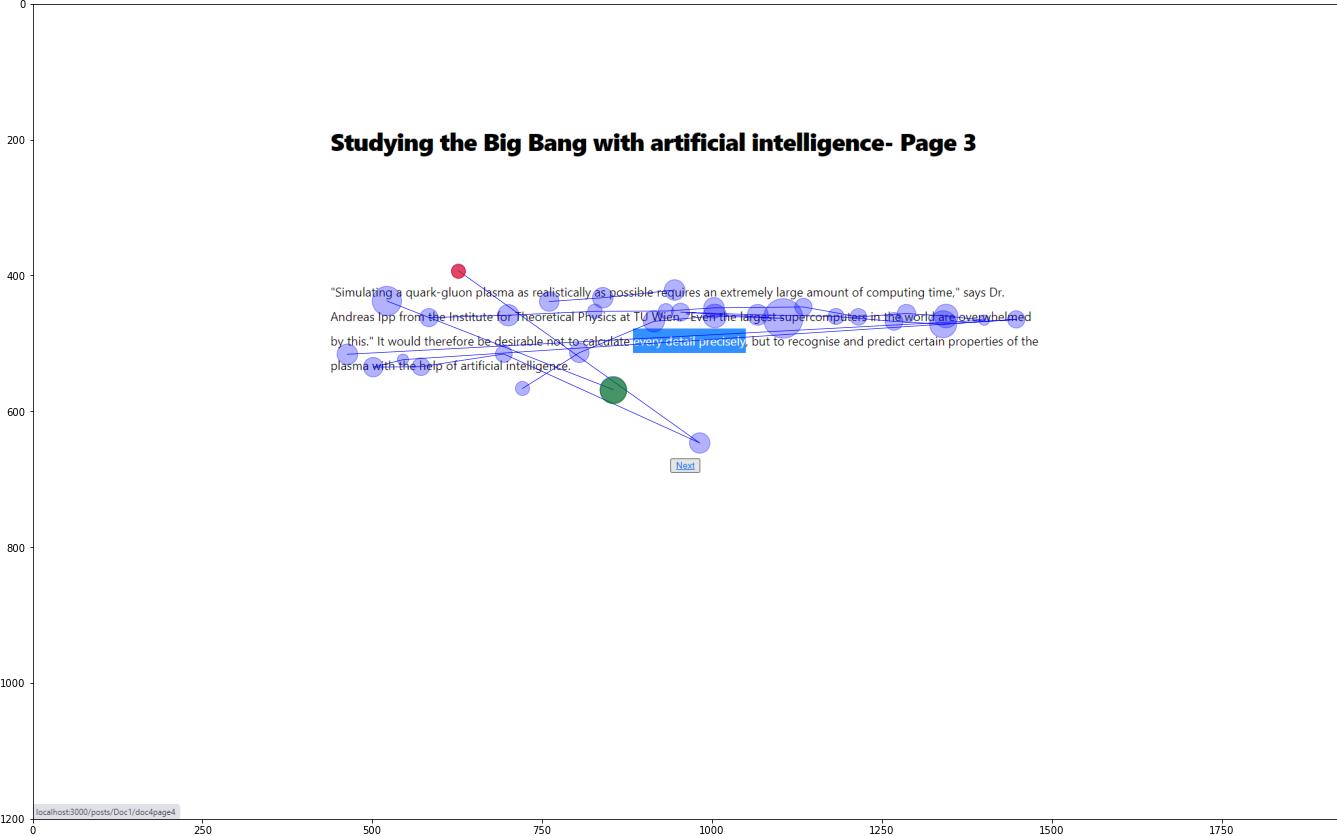 0
200
400
600
800
1000
1200
Studying the Big Bang with artificial intelligence- Page 3
"Simulating a quark-gluon plasma as realistically as possible requires an extremely large amount of computing time," says Dr.
Andreas Ipp from the Institute for Theoretical Physics at TU Wien. "Even the largest supercomputers in the world are overwhelmed
by this." It would therefore be desirable not to calculate every detail precisely, but to recognise and predict certain properties of the
plasma with the help of artificial intelligence.
Next
localhost:3000/posts/Doc1/doc4page4
0 250 500 750 1000 1250 1500 1750